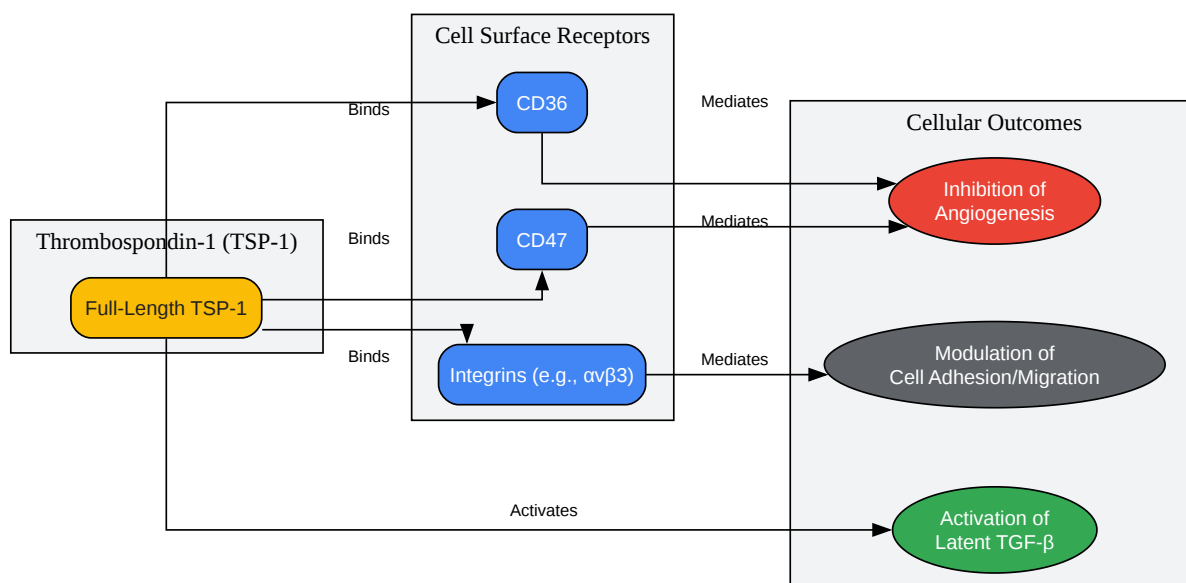 Cell Surface Receptors
CD36
Binds
Mediates
Cellular Outcomes
Inhibition of
Angiogenesis
Thrombospondin-1 (TSP-1)
Binds
CD47
Mediates
Full-Length TSP-1
Binds
Integrins (e.g., αvβ3)
Mediates
Modulation of
Cell Adhesion/Migration
Activates
Activation of
Latent TGF-β